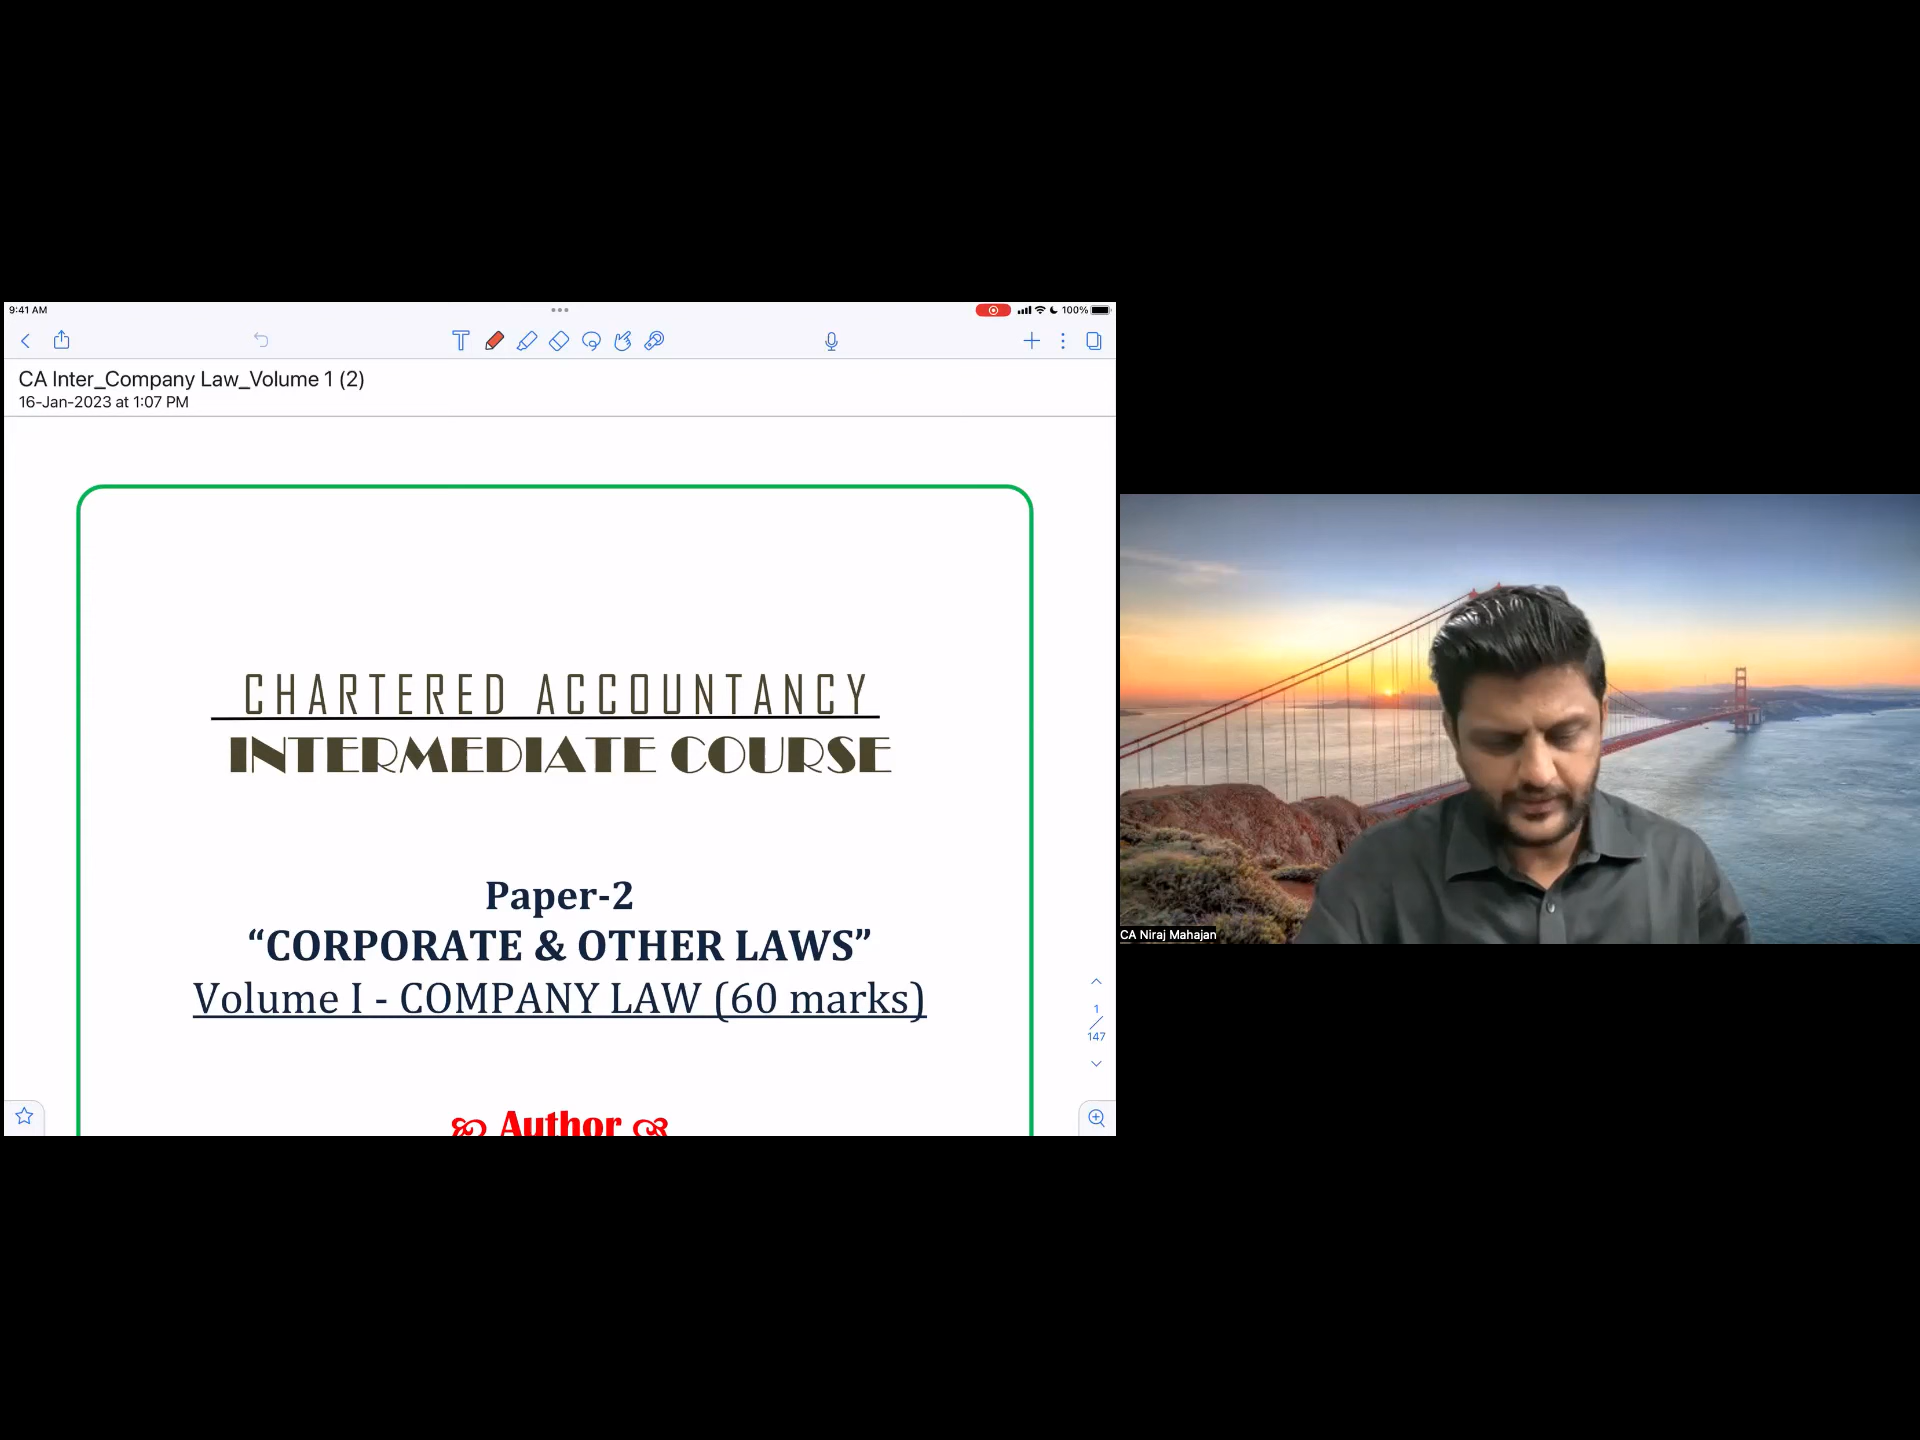 9:41 AM
100%
CA Inter_Company Law_Volume 1 (2)
16-Jan-2023 at 1:07 PM
CHARTERED ACCOUNTANCY
INTERMEDIATE COURSE
Paper-2
“CORPORATE & OTHER LAWS”
Volume I - COMPANY LAW (60 marks)
Author
1
147
CA Niraj Mahajan